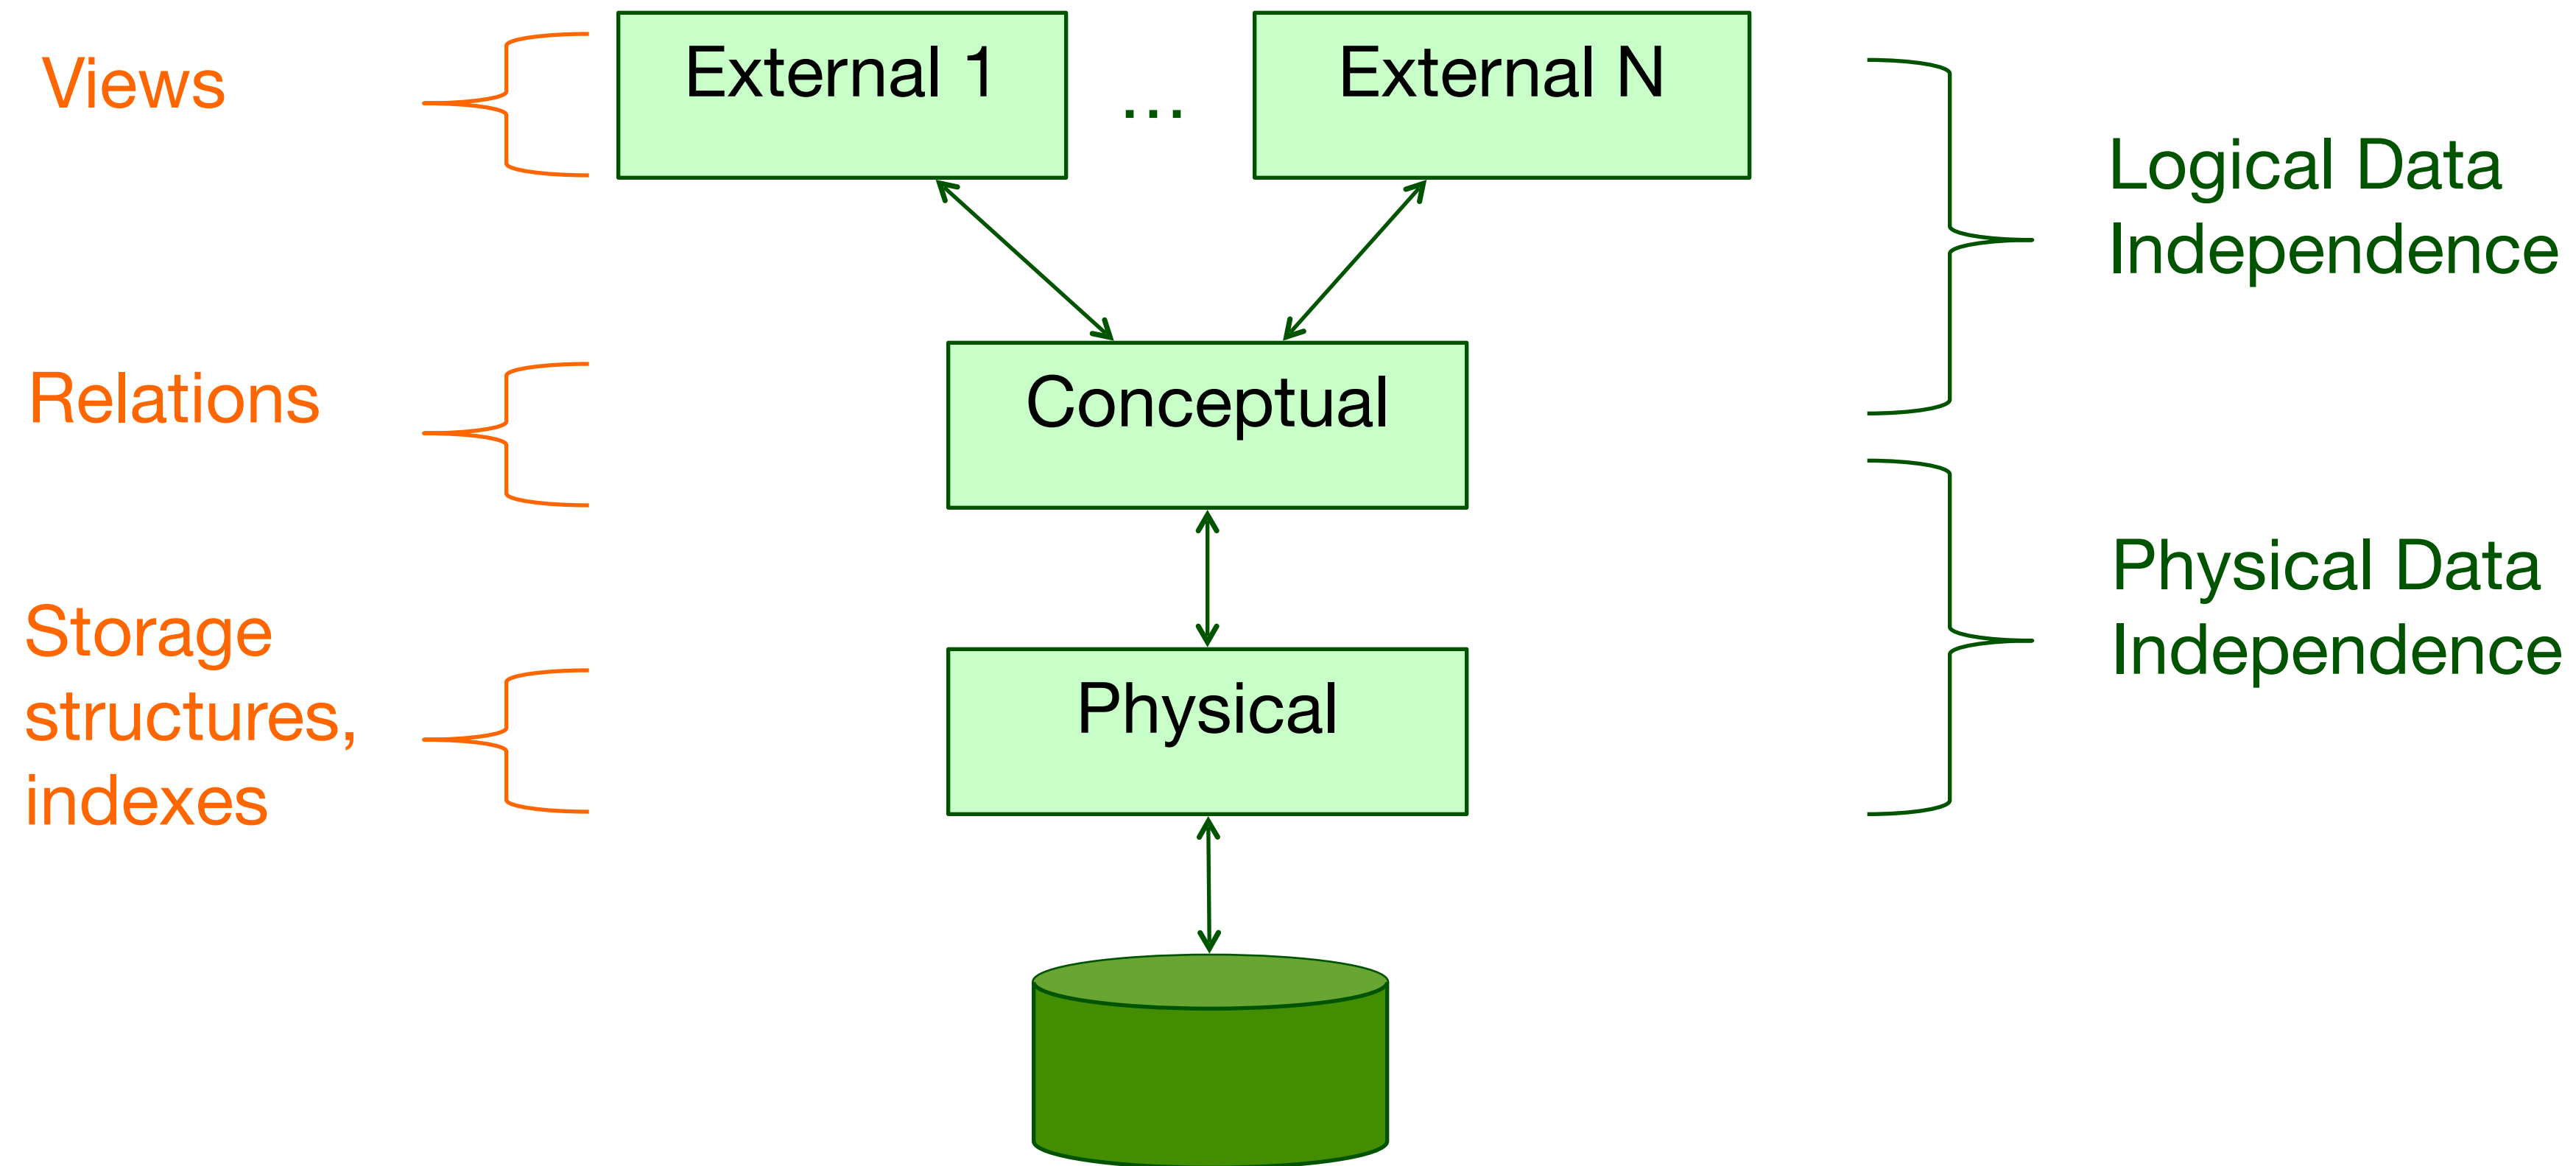 Views
External 1
...
External N
Logical Data
Independence
Relations
Conceptual
Physical Data
Independence
Storage
structures,
indexes
Physical